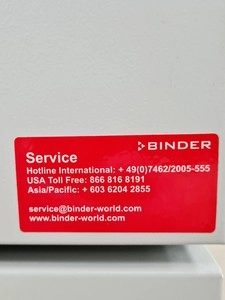 BINDER
Service
Hotline International: + 49(0)7462/2005-555
USA Toll Free: 866 816 8191
Asia/Pacific: + 603 6204 2855
service@binder-world.com
www.binder-world.com